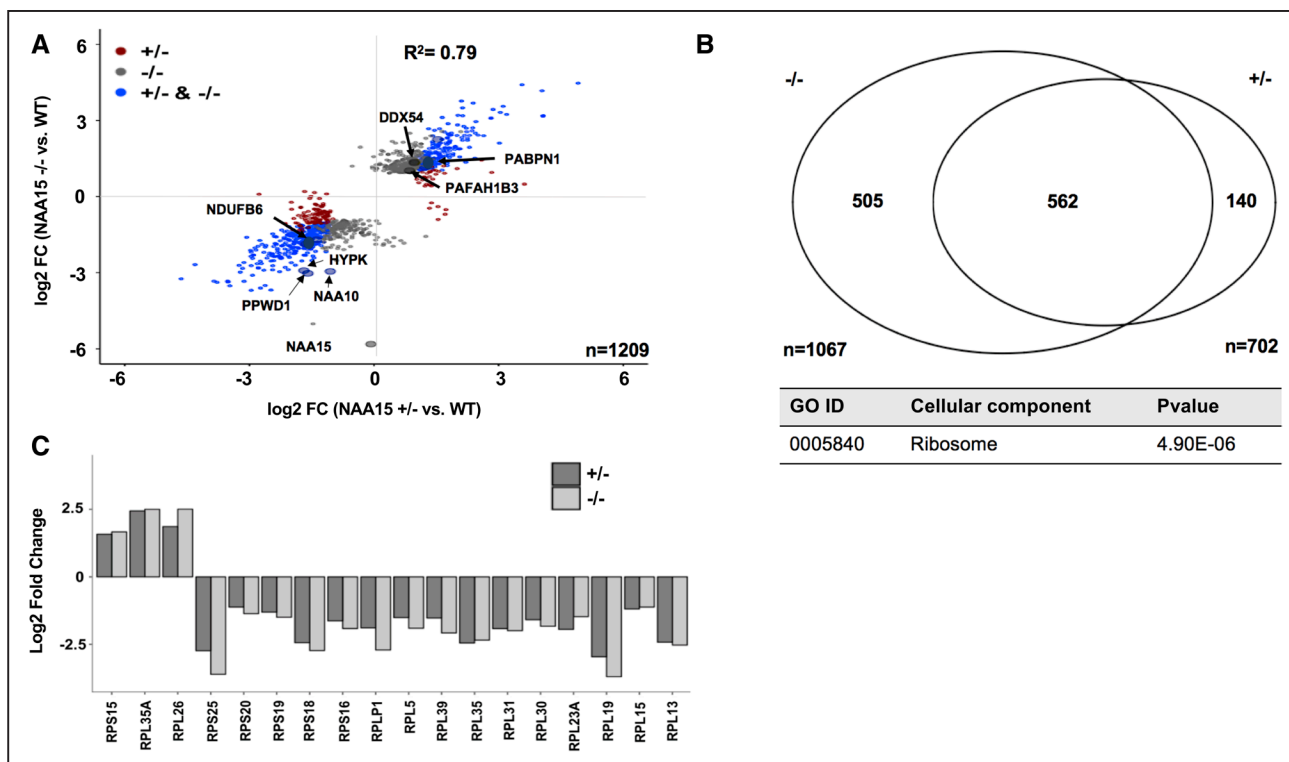 A
6
3
0
-3
-6
-6
-3
0
3
6
log2 FC (NAA15 -/- vs. WT)
log2 FC (NAA15 +/- vs. WT)
+/-
-/-
+/- & -/-
R²= 0.79
DDX54
PABPN1
PAFAH1B3
NDUFB6
HYPK
PPWD1
NAA10
NAA15
n=1209
B
-/-
+/-
505
562
140
n=1067
n=702
GO ID Cellular component Pvalue
0005840 Ribosome 4.90E-06
C
+/-
-/-
2.5
0
-2.5
Log2 Fold Change
RPS15
RPL35A
RPL26
RPS25
RPS20
RPS19
RPS18
RPS16
RPLP1
RPL5
RPL39
RPL35
RPL31
RPL30
RPL23A
RPL19
RPL15
RPL13